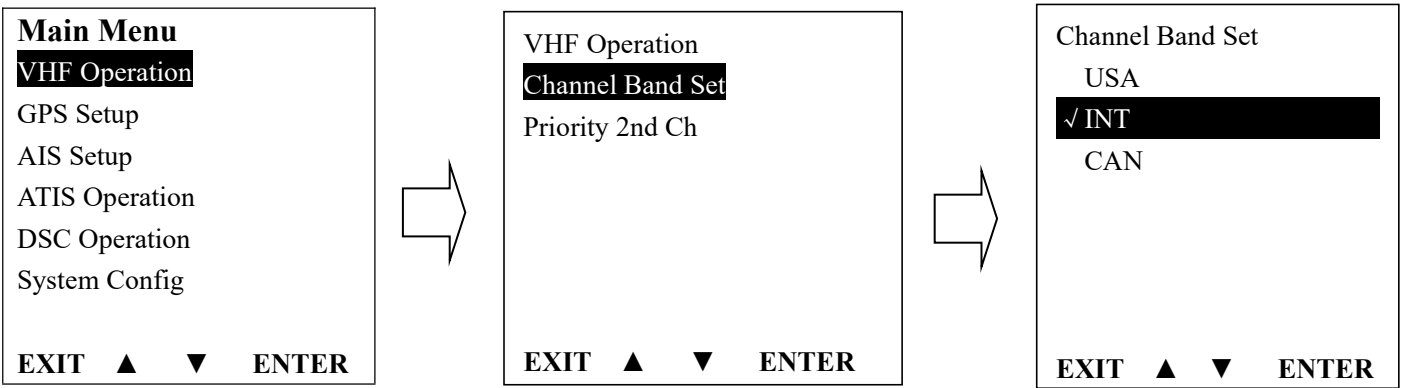 Main Menu
VHF Operation
GPS Setup
AIS Setup
ATIS Operation
DSC Operation
System Config
EXIT ▲ ▼ ENTER
VHF Operation
Channel Band Set
Priority 2nd Ch
EXIT ▲ ▼ ENTER
Channel Band Set
USA
√ INT
CAN
EXIT ▲ ▼ ENTER